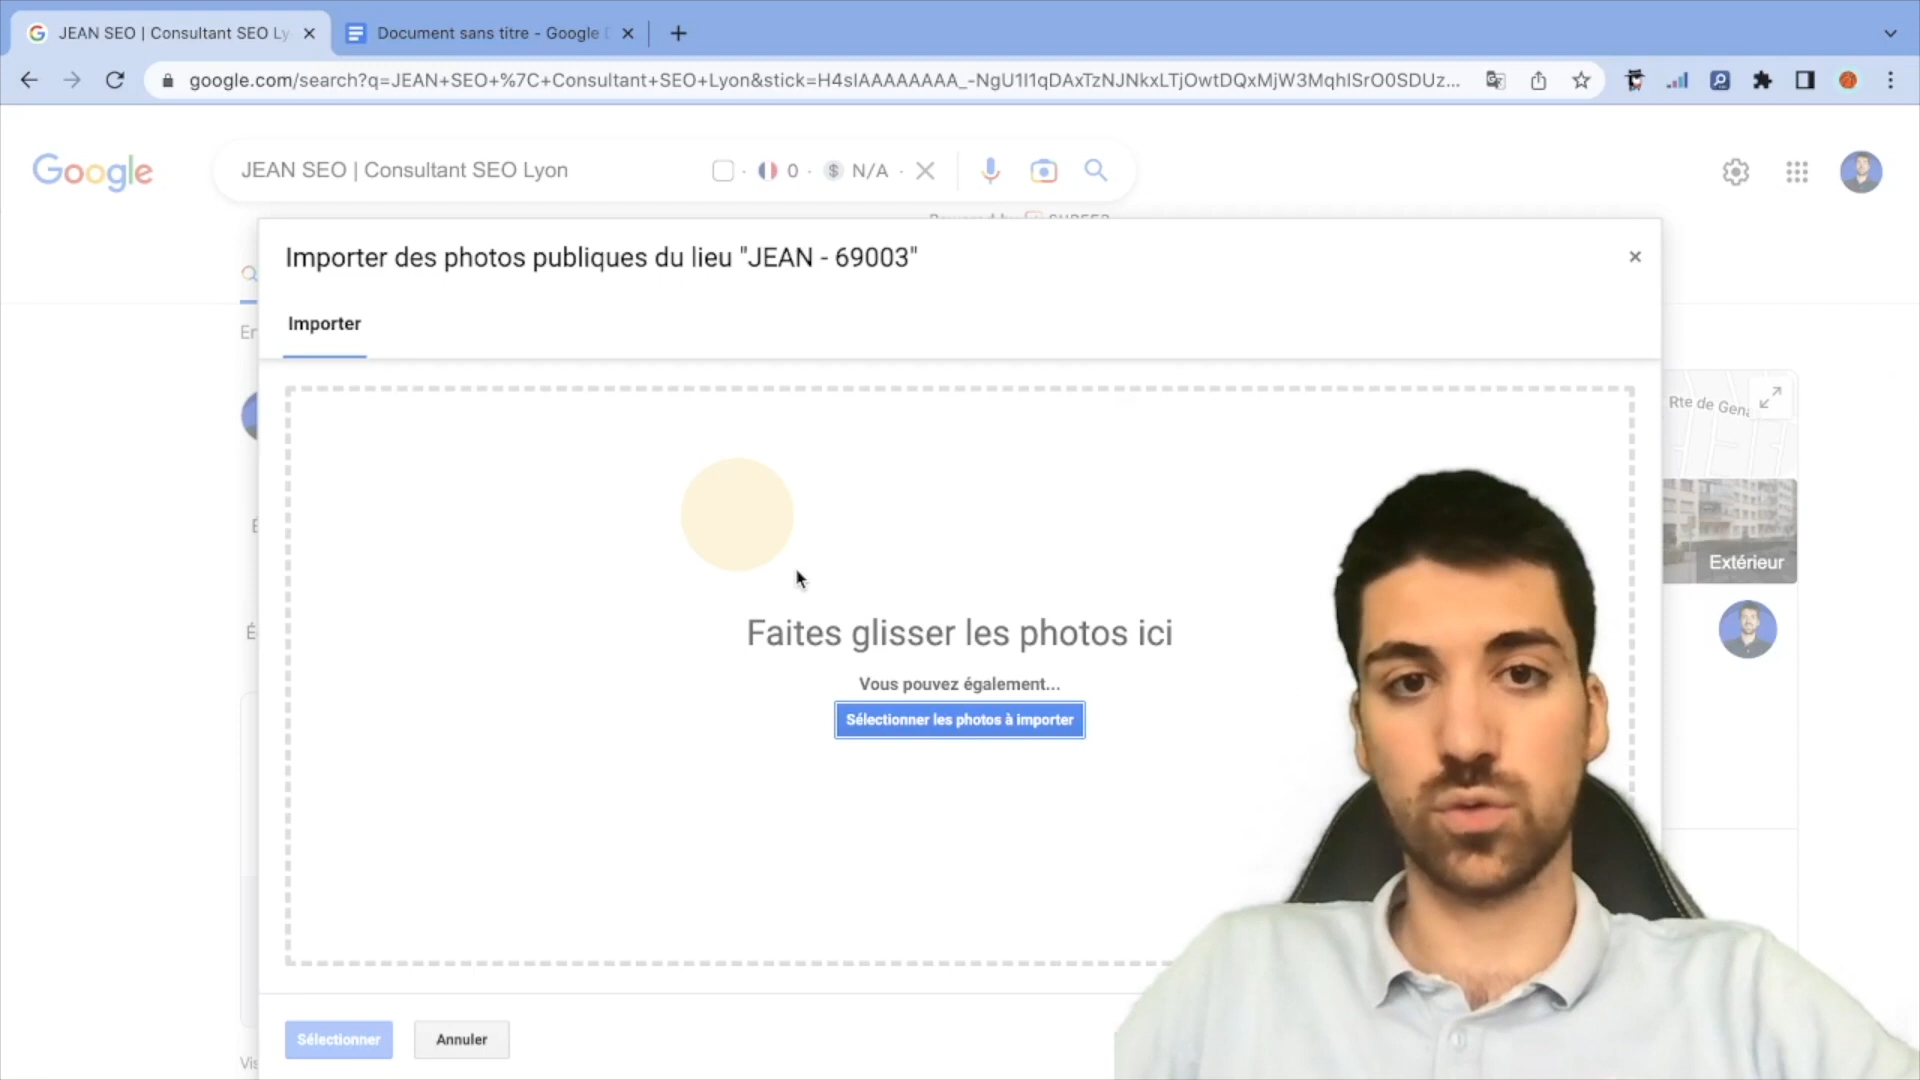 JEAN SEO | Consultant SEO Ly
Document sans titre - Google
google.com/search?q=JEAN+SEO+%7C+Consultant+SEO+Lyon&stick=H4sIAAAAAAAA_-NgU1I1qDAxTzNJNkxLTjOwtDQxMjW3MqhISrO0SDUz...
Google
JEAN SEO | Consultant SEO Lyon
0 · $ N/A ·
Importer des photos publiques du lieu "JEAN - 69003"
Importer
Rte de Gena
Extérieur
Faites glisser les photos ici
Vous pouvez également...
Sélectionner les photos à importer
Sélectionner
Annuler